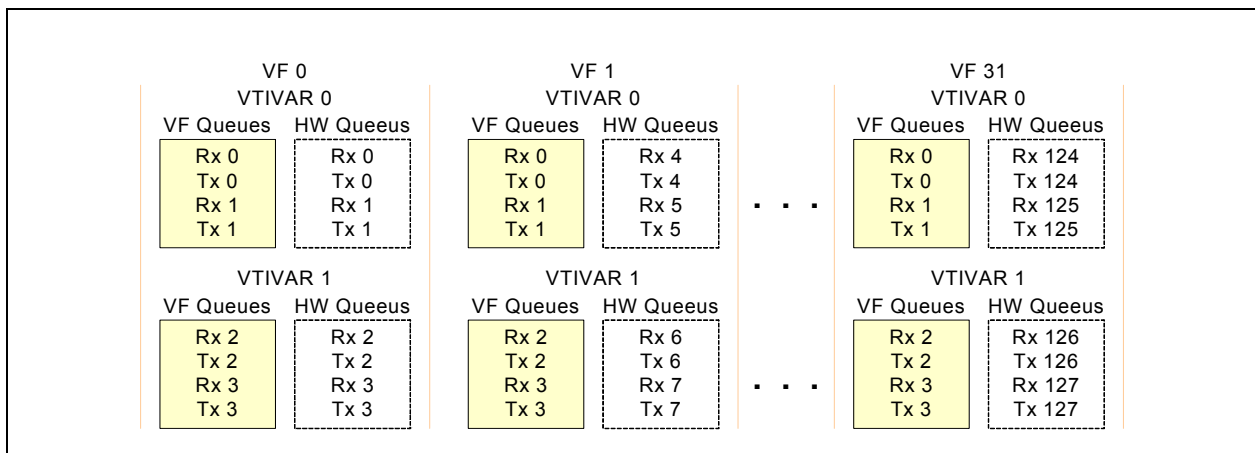 VF 0 VF 1 VF 31
VTIVAR 0 VTIVAR 0 VTIVAR 0
VF Queues HW Queeus VF Queues HW Queeus VF Queues HW Queeus
Rx 0 Rx 0 Rx 0 Rx 4 Rx 0 Rx 124
Tx 0 Tx 0 Tx 0 Tx 4 Tx 0 Tx 124
Rx 1 Rx 1 Rx 1 Rx 5 . . . Rx 1 Rx 125
Tx 1 Tx 1 Tx 1 Tx 5 Tx 1 Tx 125
VTIVAR 1 VTIVAR 1 VTIVAR 1
VF Queues HW Queeus VF Queues HW Queeus VF Queues HW Queeus
Rx 2 Rx 2 Rx 2 Rx 6 Rx 2 Rx 126
Tx 2 Tx 2 Tx 2 Tx 6 Tx 2 Tx 126
Rx 3 Rx 3 Rx 3 Rx 7 . . . Rx 3 Rx 127
Tx 3 Tx 3 Tx 3 Tx 7 Tx 3 Tx 127